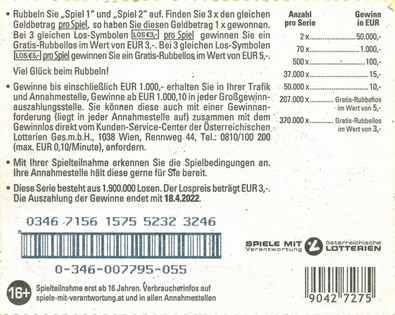 • Rubbeln Sie „Spiel 1“ und „Spiel 2“ auf. Finden Sie 3 x den gleichen
Geldbetrag pro Spiel, so haben Sie diesen Geldbetrag 1 x gewonnen.
Bei 3 gleichen Los-Symbolen LOS €3,- pro Spiel gewinnen Sie ein
Gratis-Rubbellos im Wert von EUR 3,-. Bei 3 gleichen Los-Symbolen
LOS €5,- pro Spiel gewinnen Sie ein Gratis-Rubbellos im Wert von EUR 5,-.
Viel Glück beim Rubbeln!
• Gewinne bis einschließlich EUR 1.000,- erhalten Sie in Ihrer Trafik
und Annahmestelle, Gewinne ab EUR 1.000,10 in jeder Großgewinn-
auszahlungsstelle. Sie können diese auch mit einer Gewinnan-
forderung (liegt in jeder Annahmestelle auf) zusammen mit dem
Gewinnlos direkt vom Kunden-Service-Center der Österreichischen
Lotterien Ges.m.b.H., 1038 Wien, Rennweg 44, Tel.: 0810/100 200
(max. EUR 0,10/Minute), anfordern.
• Mit Ihrer Spielteilnahme erkennen Sie die Spielbedingungen an.
Ihre Annahmestelle hält diese gerne für Sie bereit.
• Diese Serie besteht aus 1.900.000 Losen. Der Lospreis beträgt EUR 3,-.
Die Auszahlung der Gewinne endet mit 18.4.2022.
Anzahl pro Serie Gewinn in EUR
2 x 50.000,-
10 x 1.000,-
500 x 100,-
37.000 x 15,-
50.000 x 10,-
207.000 x Gratis-Rubbellos
im Wert von 5,-
370.000 x Gratis-Rubbellos
im Wert von 3,-
0346 7156 1575 5232 3246
0-346-007795-055
SPIELE MIT
Verantwortung
österreichische
LOTTERIEN
16+
Spielteilnahme erst ab 16 Jahren. Verbraucherinfos auf
spiele-mit-verantwortung.at und in allen Annahmestellen
9042 7275